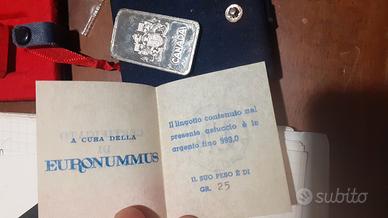 CANADA
A CURA DELLA
EURONUMMUS
Il lingotto contenuto nel
presente astuccio è in
argento fino 999,0
IL SUO PESO È DI
GR. 25
subito